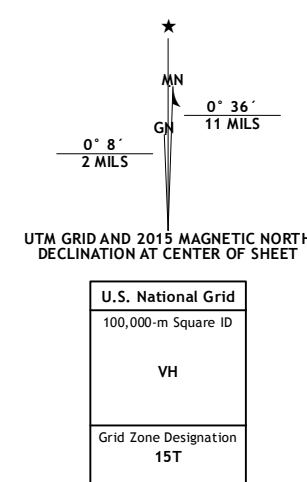 ★
MN
0° 36´
11 MILS
GN
0° 8´
2 MILS
UTM GRID AND 2015 MAGNETIC NORTH
DECLINATION AT CENTER OF SHEET
U.S. National Grid
100,000-m Square ID
VH
Grid Zone Designation
15T